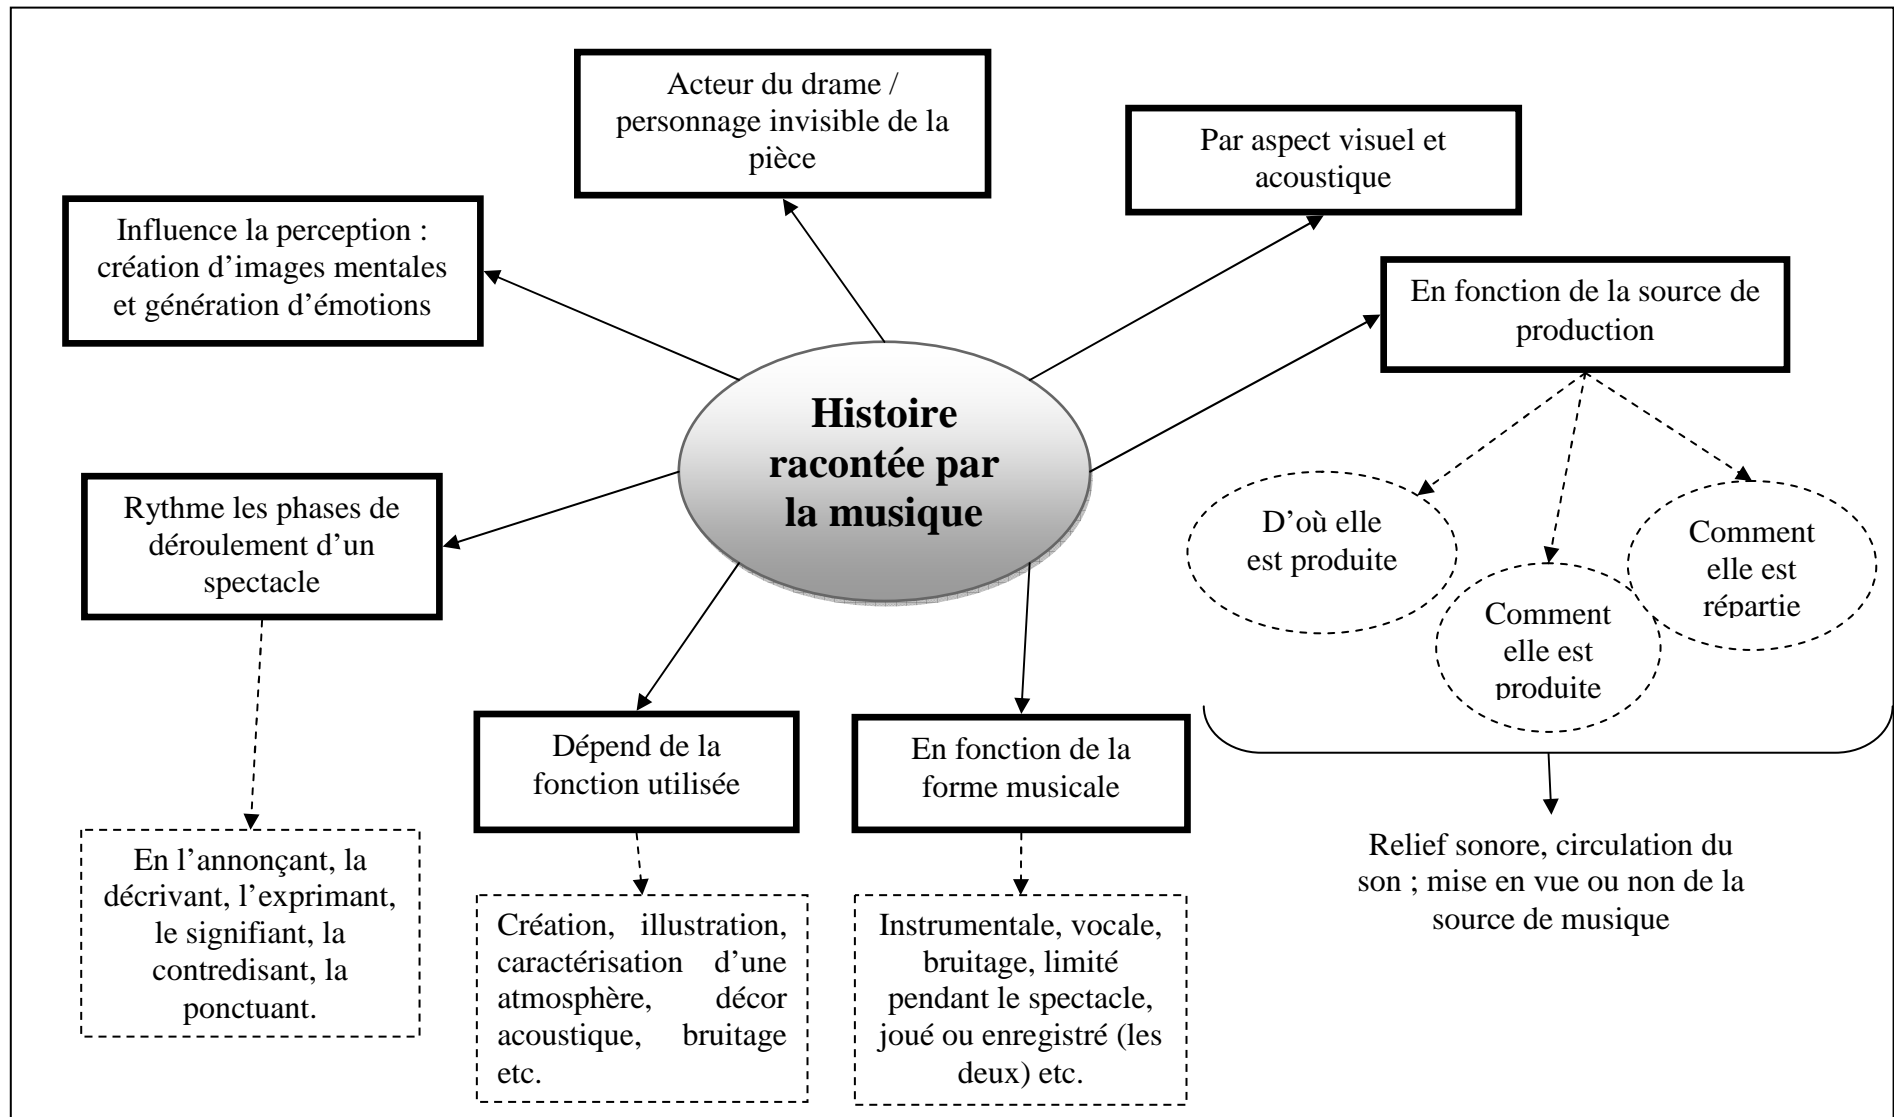 Acteur du drame /
personnage invisible de la
pièce
Par aspect visuel et
acoustique
Influence la perception :
création d’images mentales
et génération d’émotions
En fonction de la source de
production
Histoire
racontée par
la musique
Rythme les phases de
déroulement d’un
spectacle
D’où elle
est produite
Comment
elle est
produite
Comment
elle est
répartie
Dépend de la
fonction utilisée
En fonction de la
forme musicale
En l’annonçant, la
décrivant, l’exprimant,
le signifiant, la
contredisant, la
ponctuant.
Création, illustration,
caractérisation d’une
atmosphère, décor
acoustique, bruitage
etc.
Instrumentale, vocale,
bruitage, limité
pendant le spectacle,
joué ou enregistré (les
deux) etc.
Relief sonore, circulation du
son ; mise en vue ou non de la
source de musique